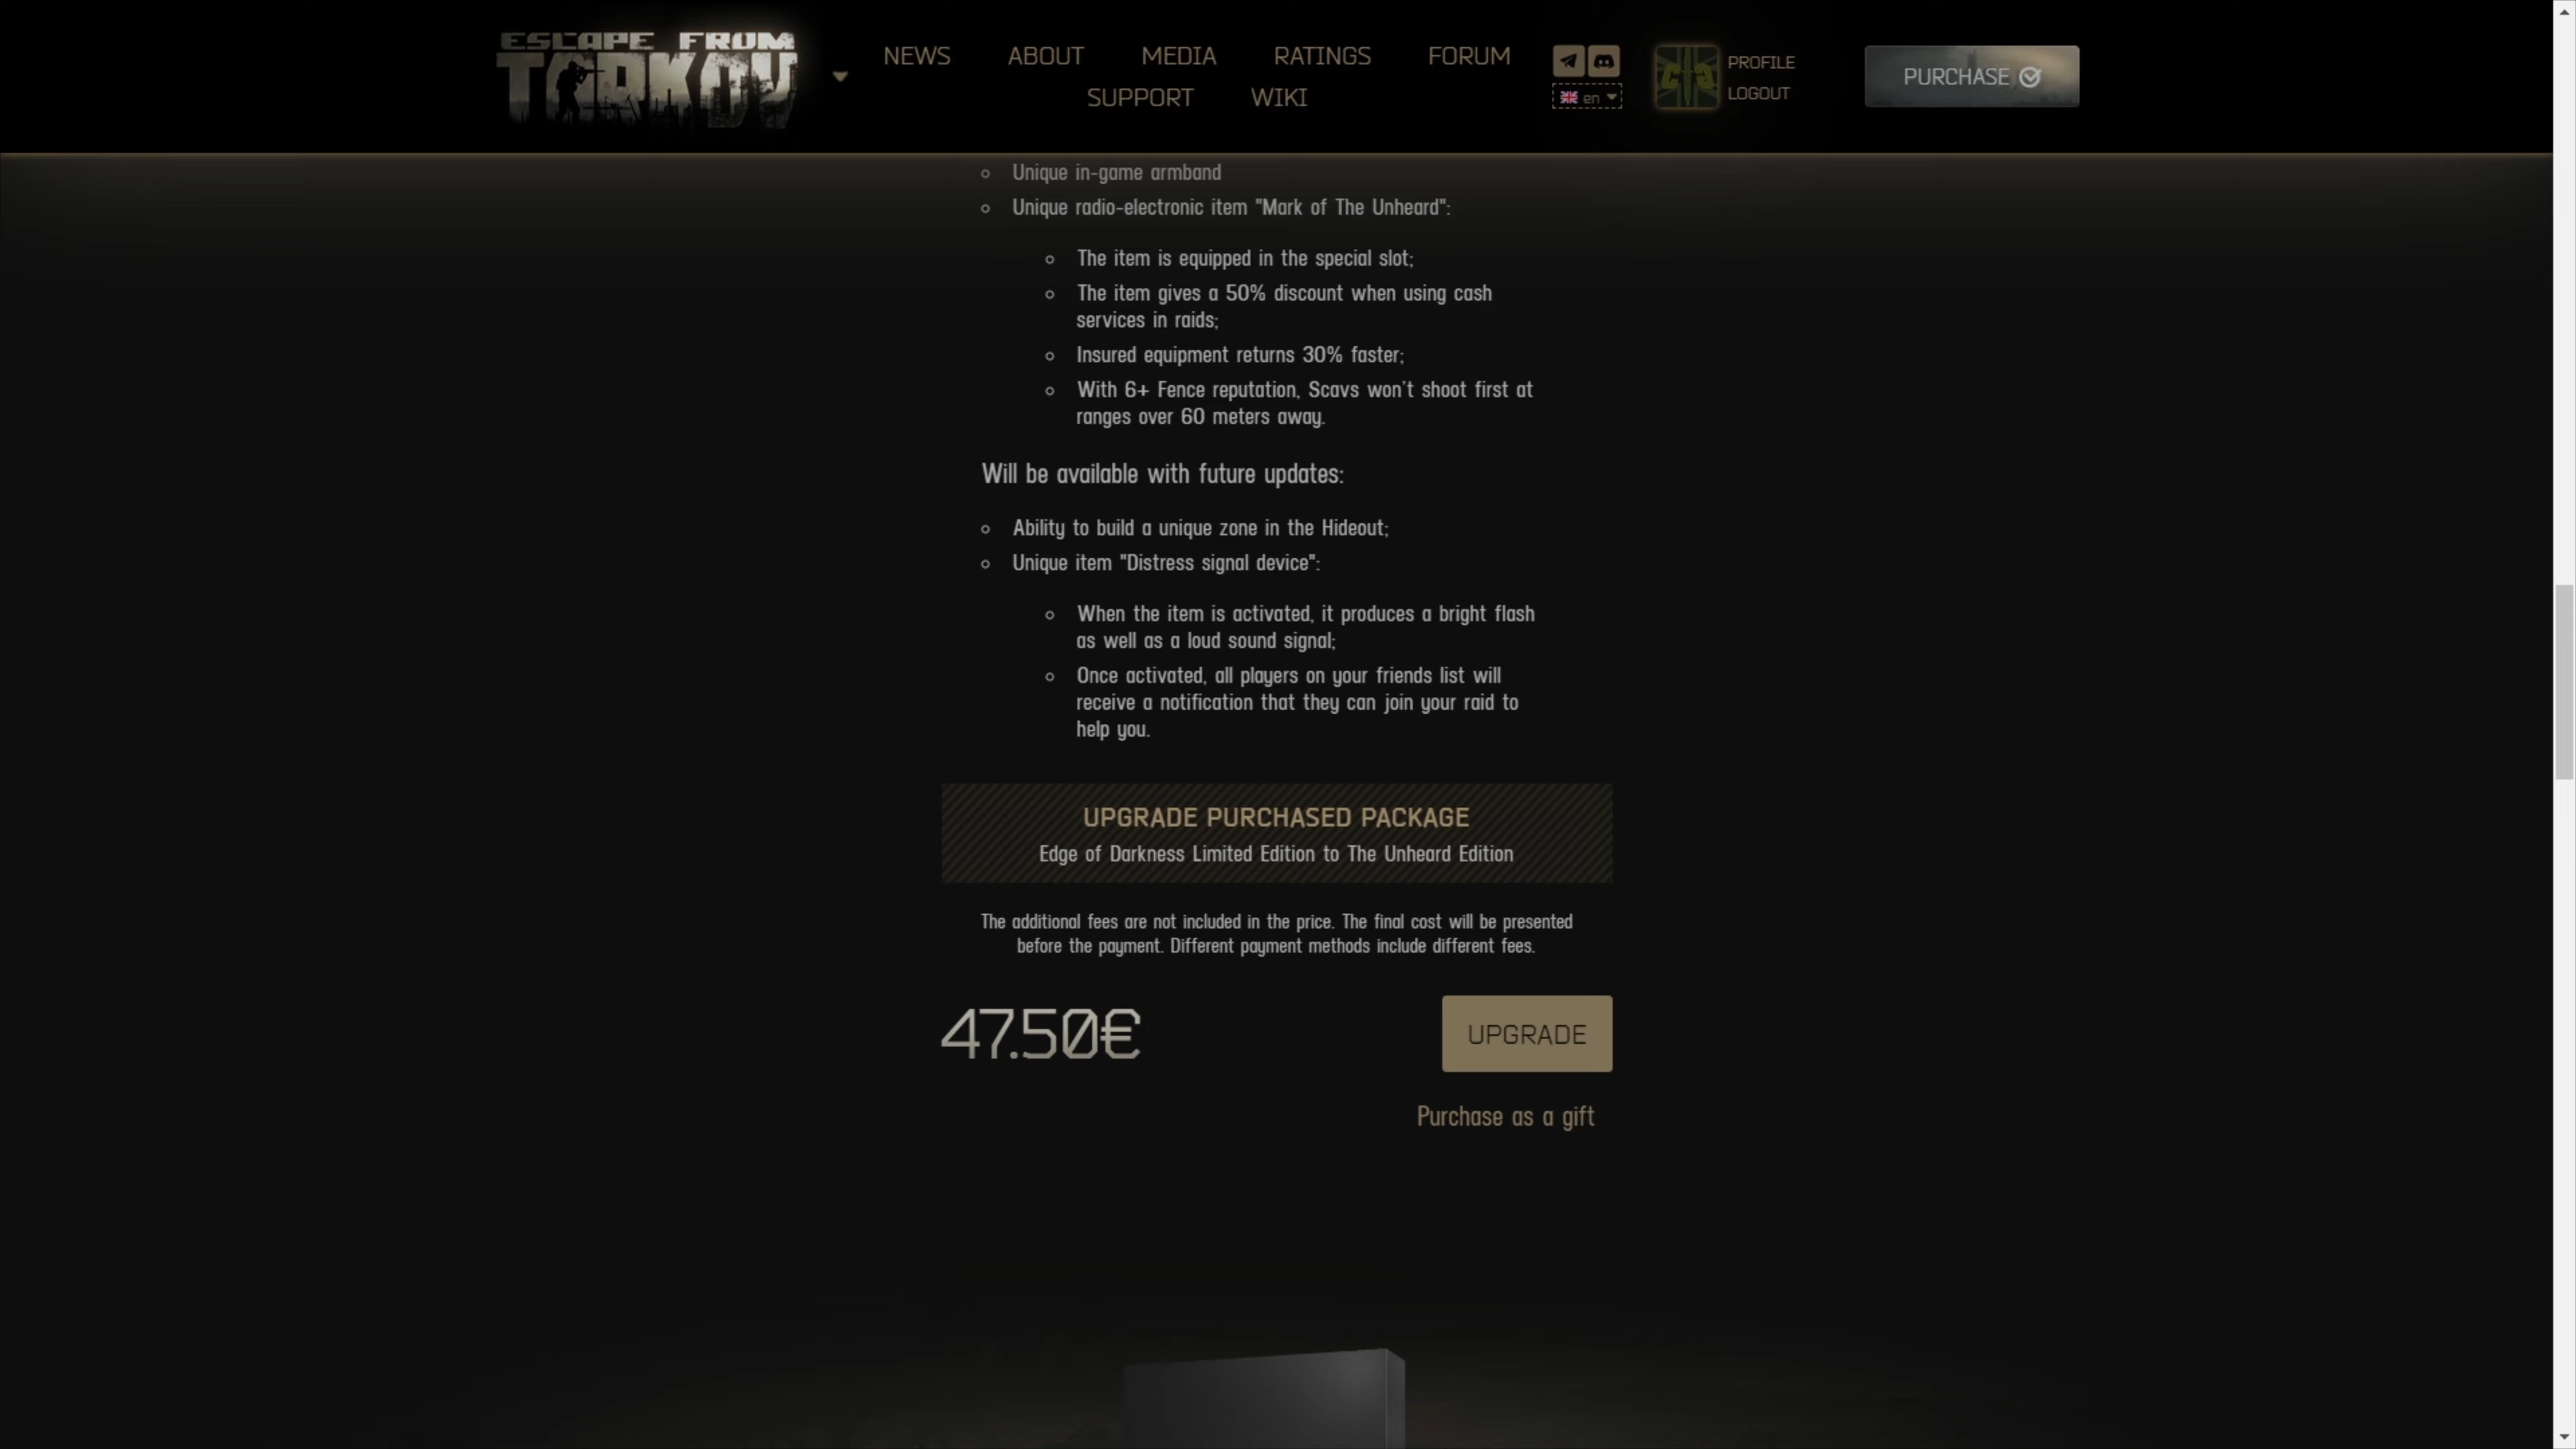 ESCAPE FROM
TARKOV
NEWS ABOUT MEDIA RATINGS FORUM
SUPPORT WIKI
en
PROFILE
LOGOUT
PURCHASE
Unique in-game armband
Unique radio-electronic item "Mark of The Unheard":
The item is equipped in the special slot;
The item gives a 50% discount when using cash
services in raids;
Insured equipment returns 30% faster;
With 6+ Fence reputation, Scavs won't shoot first at
ranges over 60 meters away.
Will be available with future updates:
Ability to build a unique zone in the Hideout;
Unique item "Distress signal device":
When the item is activated, it produces a bright flash
as well as a loud sound signal;
Once activated, all players on your friends list will
receive a notification that they can join your raid to
help you.
UPGRADE PURCHASED PACKAGE
Edge of Darkness Limited Edition to The Unheard Edition
The additional fees are not included in the price. The final cost will be presented
before the payment. Different payment methods include different fees.
47.50€
UPGRADE
Purchase as a gift